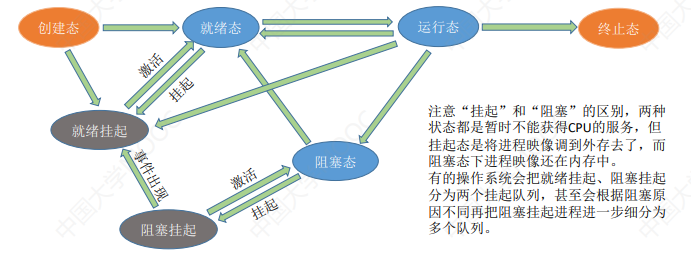 创建态
就绪态
运行态
终止态
激活
挂起
就绪挂起
阻塞态
事件出现
激活
挂起
阻塞挂起
注意“挂起”和“阻塞”的区别，两种
状态都是暂时不能获得CPU的服务，但
挂起态是将进程映像调到外存去了，而
阻塞态下进程映像还在内存中。
有的操作系统会把就绪挂起、阻塞挂起
分为两个挂起队列，甚至会根据阻塞原
因不同再把阻塞挂起进程进一步细分为
多个队列。